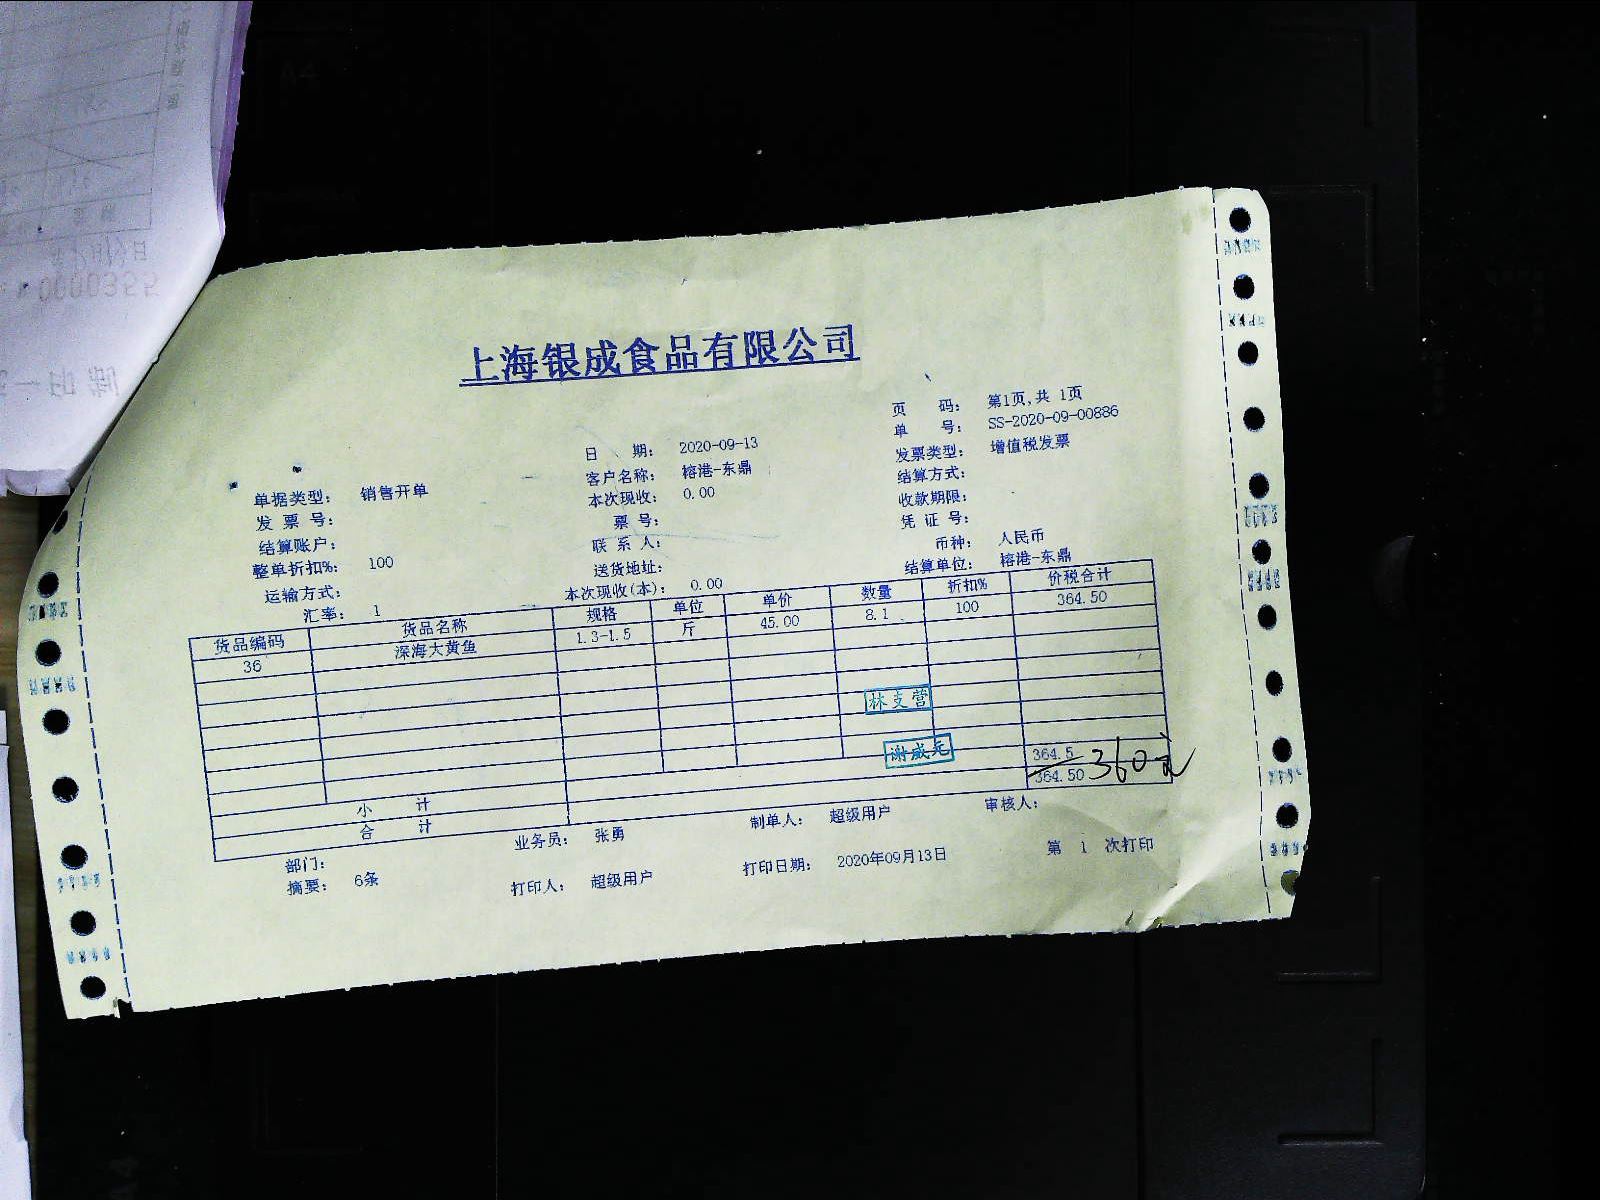 上海银成食品有限公司
页 码: 第1页,共 1页
单 号: SS-2020-09-00886
日 期: 2020-09-13
发票类型: 增值税发票
客户名称: 榕港-东鼎
结算方式:
单据类型: 销售开单
本次现收: 0.00
收款期限:
发 票 号:
票 号:
凭 证 号:
结算账户:
联 系 人:
币种: 人民币
整单折扣%: 100
送货地址:
结算单位: 榕港-东鼎
运输方式:
本次现收(本): 0.00
汇率: 1
货品编码 货品名称 规格 单位 单价 数量 折扣% 价税合计
36 深海大黄鱼 1.3-1.5 斤 45.00 8.1 100 364.50
林支营
谢威元
小 计 364.5
合 计 364.50 360元
部门: 业务员: 张勇 制单人: 超级用户 审核人:
摘要: 6条 打印人: 超级用户 打印日期: 2020年09月13日 第 1 次打印
0000355
A4